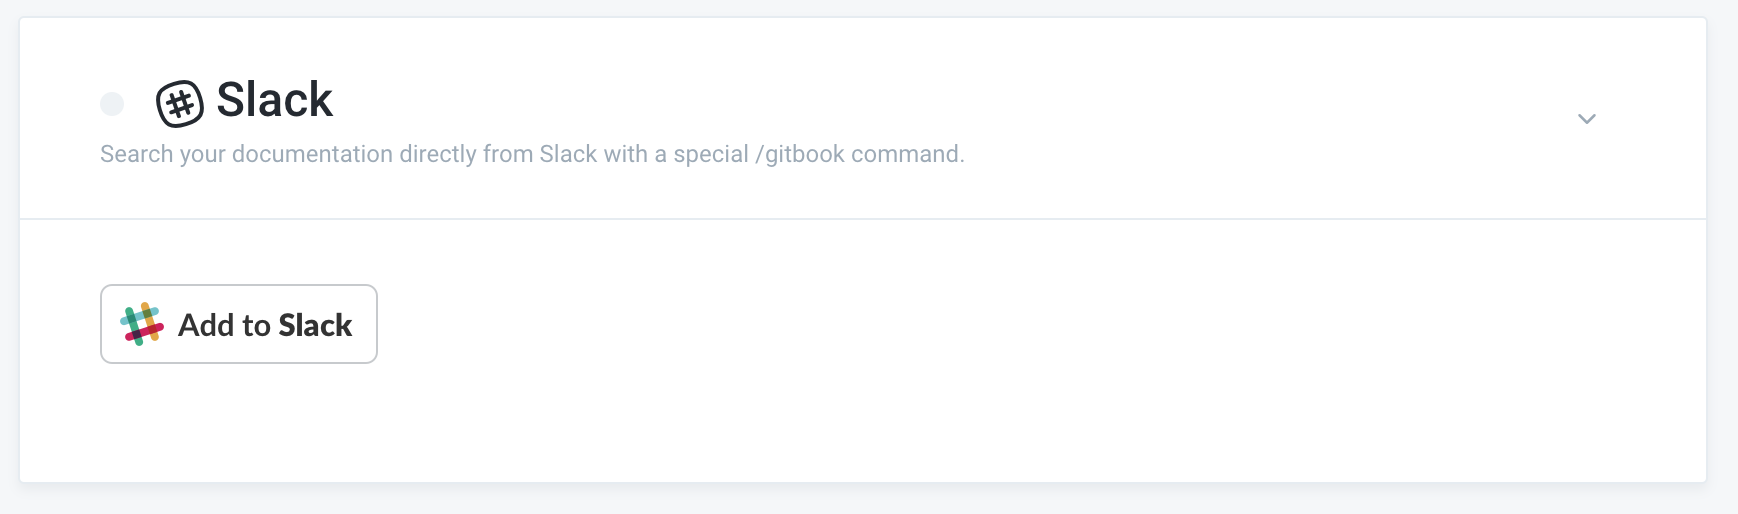 Slack
Search your documentation directly from Slack with a special /gitbook command.
Add to Slack